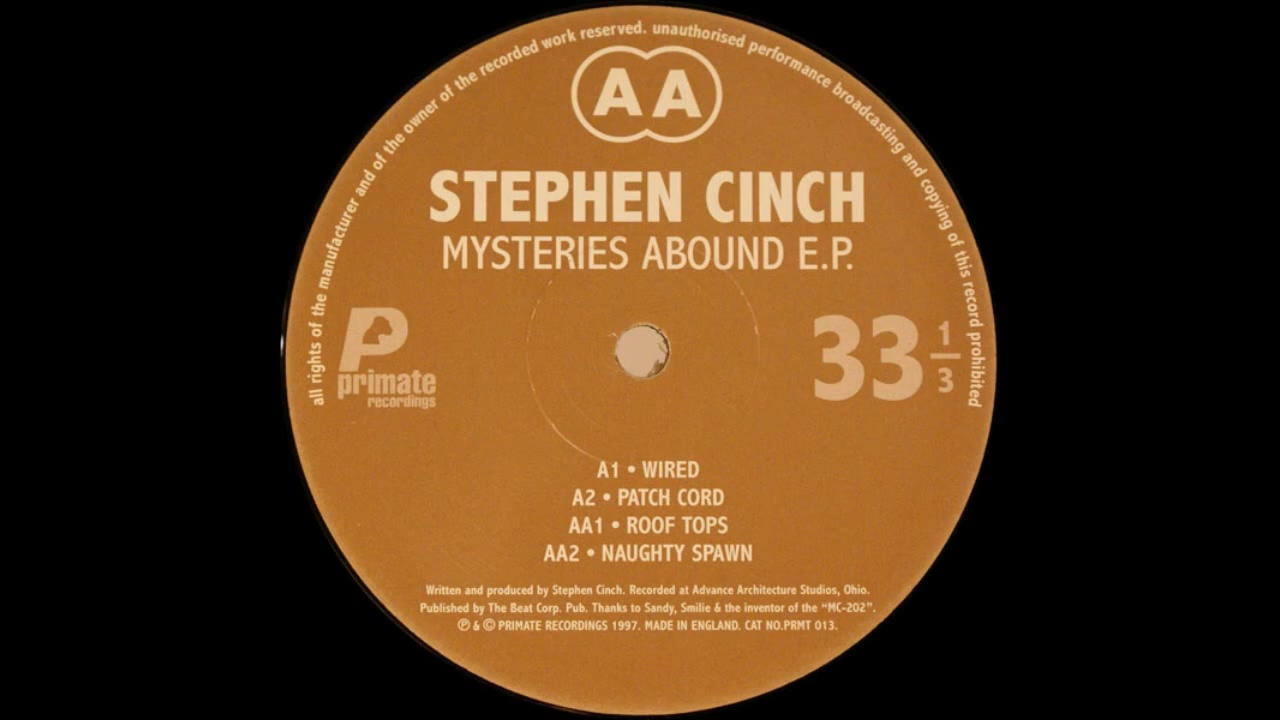 all rights of the manufacturer and of the owner of the recorded work reserved. unauthorised performance broadcasting and copying of this record prohibited
AA
STEPHEN CINCH
MYSTERIES ABOUND E.P.
P
primate
recordings
33 1/3
A1 • WIRED
A2 • PATCH CORD
AA1 • ROOF TOPS
AA2 • NAUGHTY SPAWN
Written and produced by Stephen Cinch. Recorded at Advance Architecture Studios, Ohio.
Published by The Beat Corp. Pub. Thanks to Sandy, Smilie & the inventor of the “MC-202”.
℗ & © PRIMATE RECORDINGS 1997. MADE IN ENGLAND. CAT NO.PRMT 013.